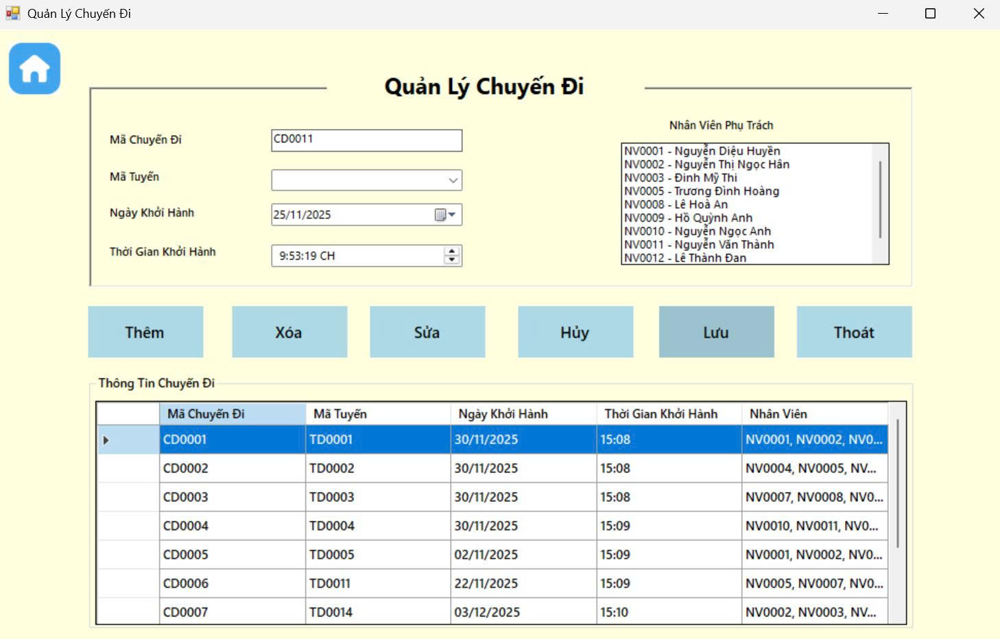 Quản Lý Chuyến Đi
Quản Lý Chuyến Đi
Mã Chuyến Đi
CD0011
Mã Tuyến
Ngày Khởi Hành
25/11/2025
Thời Gian Khởi Hành
9:53:19 CH
Nhân Viên Phụ Trách
NV0001 - Nguyễn Diệu Huyền
NV0002 - Nguyễn Thị Ngọc Hân
NV0003 - Đinh Mỹ Thi
NV0005 - Trương Đình Hoàng
NV0008 - Lê Hoà An
NV0009 - Hồ Quỳnh Anh
NV0010 - Nguyễn Ngọc Anh
NV0011 - Nguyễn Văn Thành
NV0012 - Lê Thành Đan
Thêm Xóa Sửa Hủy Lưu Thoát
Thông Tin Chuyến Đi
Mã Chuyến Đi Mã Tuyến Ngày Khởi Hành Thời Gian Khởi Hành Nhân Viên
CD0001 TD0001 30/11/2025 15:08 NV0001, NV0002, NV0...
CD0002 TD0002 30/11/2025 15:08 NV0004, NV0005, NV...
CD0003 TD0003 30/11/2025 15:08 NV0007, NV0008, NV0...
CD0004 TD0004 30/11/2025 15:09 NV0010, NV0011, NV0...
CD0005 TD0005 02/11/2025 15:09 NV0001, NV0002, NV0...
CD0006 TD0011 22/11/2025 15:09 NV0005, NV0007, NV0...
CD0007 TD0014 03/12/2025 15:10 NV0002, NV0003, NV...